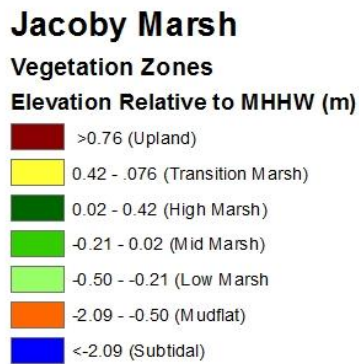 Jacoby Marsh
Vegetation Zones
Elevation Relative to MHHW (m)
>0.76 (Upland)
0.42 - .076 (Transition Marsh)
0.02 - 0.42 (High Marsh)
-0.21 - 0.02 (Mid Marsh)
-0.50 - -0.21 (Low Marsh
-2.09 - -0.50 (Mudflat)
<-2.09 (Subtidal)